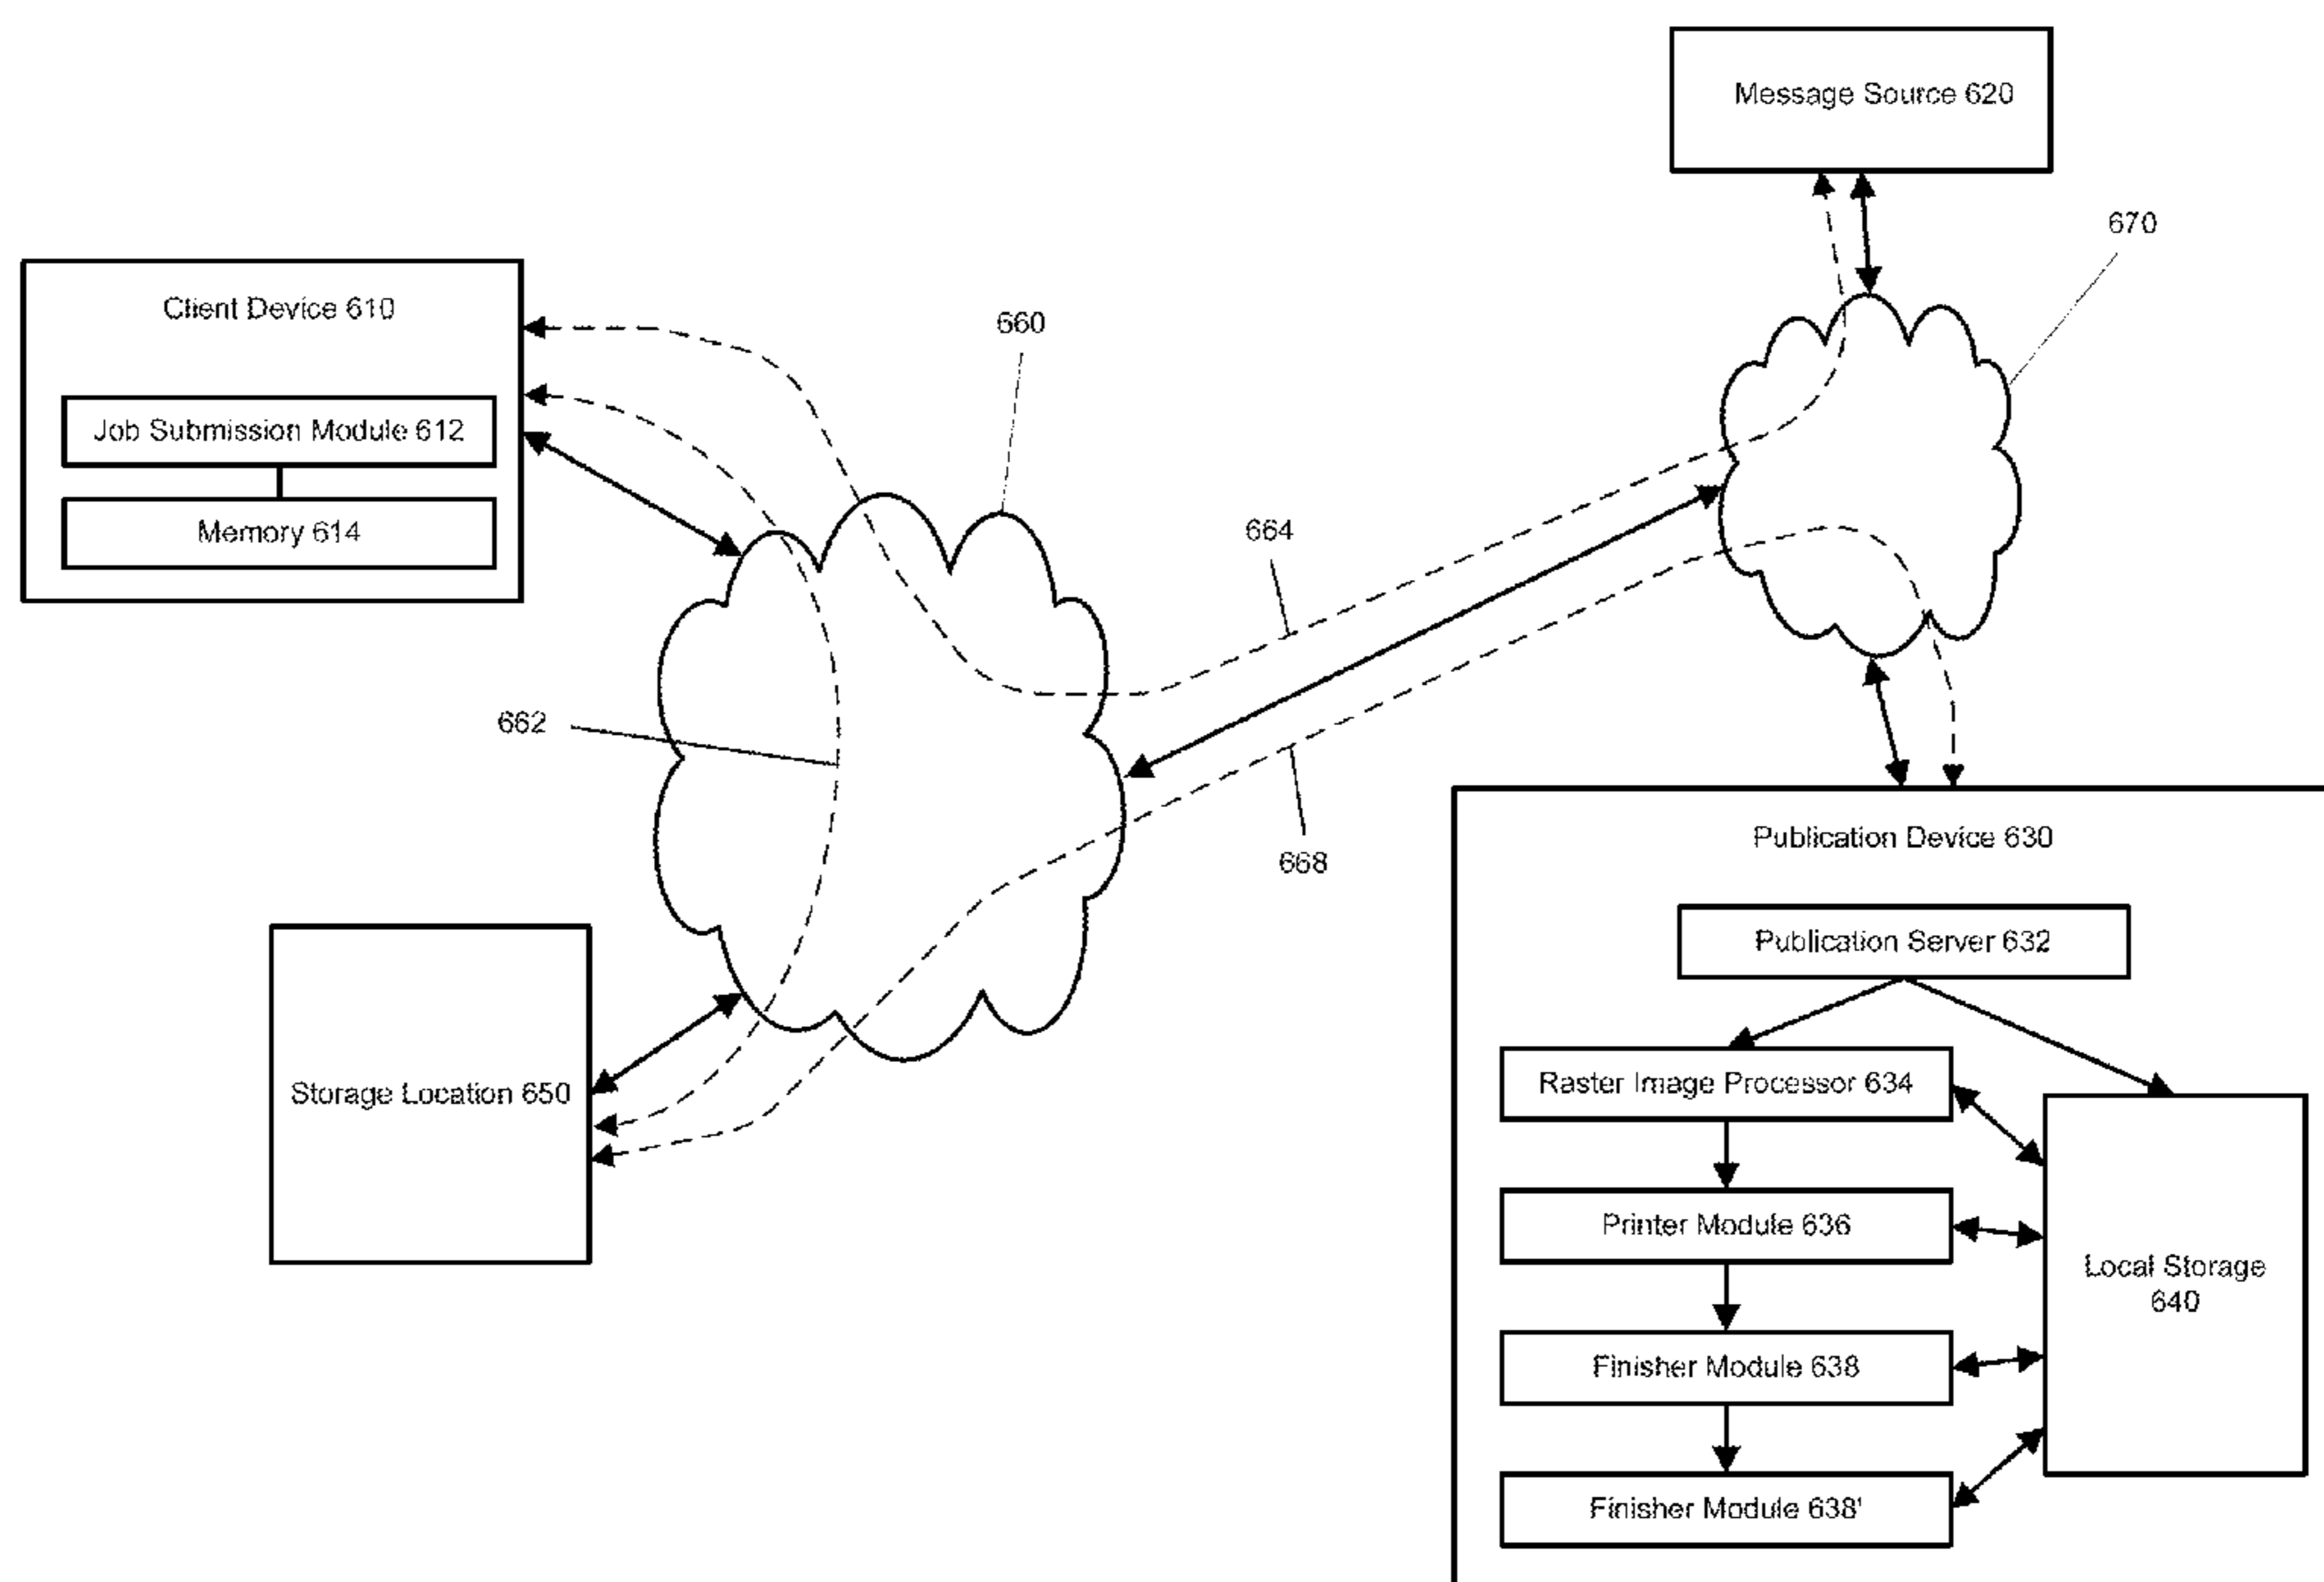 Message Source 620
670
Client Device 610
660
Job Submission Module 612
Memory 614
664
662
668
Publication Device 630
Publication Server 632
Storage Location 650
Raster Image Processor 634
Printer Module 636
Local Storage
640
Finisher Module 638
Finisher Module 638'